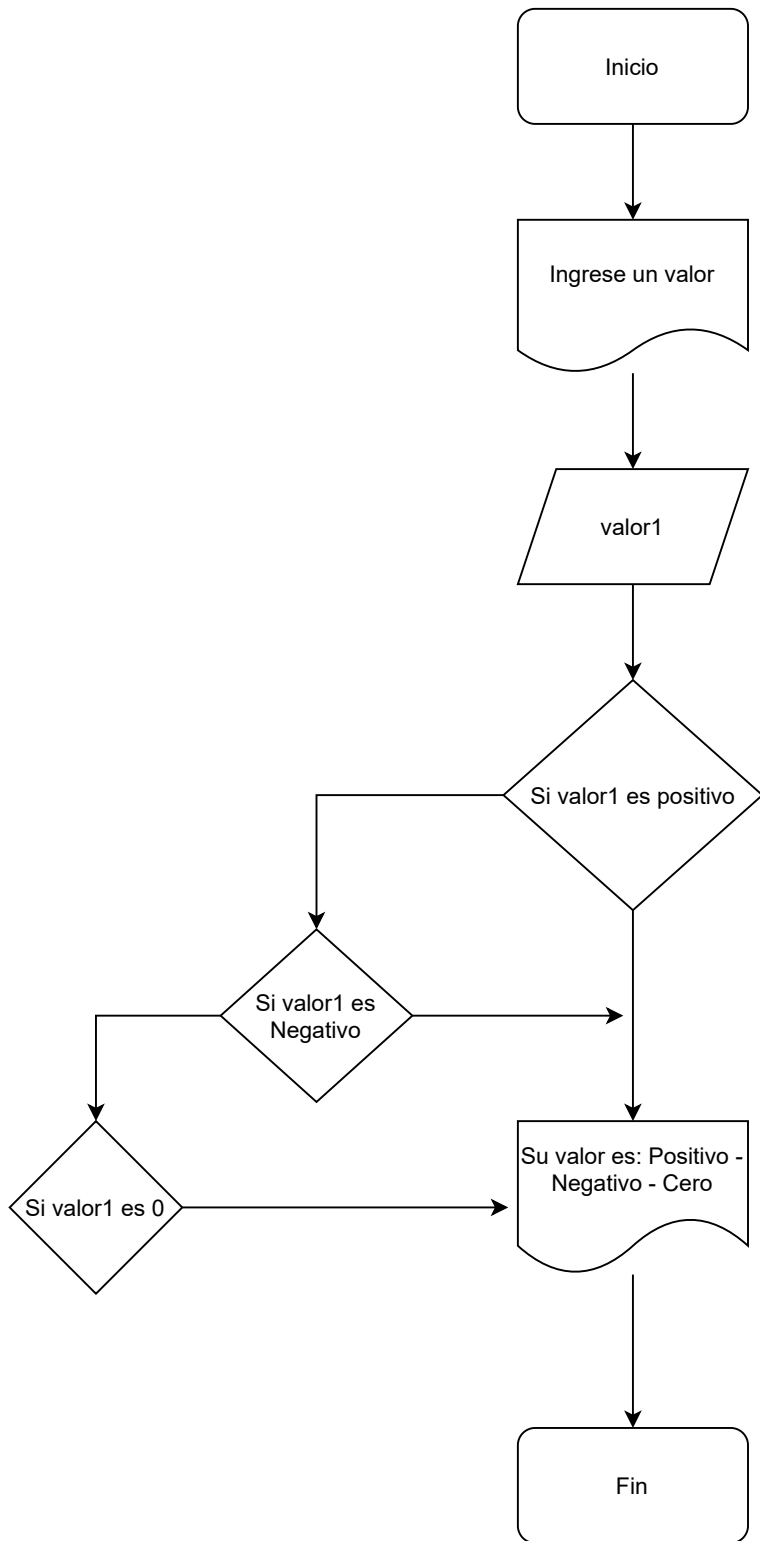 Inicio
Ingrese un valor
valor1
Si valor1 es positivo
Si valor1 es
Negativo
Su valor es: Positivo -
Negativo - Cero
Si valor1 es 0
Fin